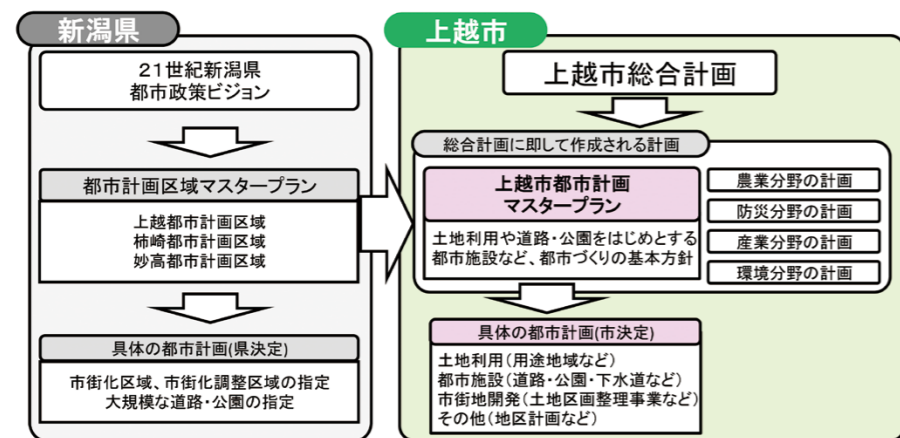 新潟県
21世紀新潟県
都市政策ビジョン
都市計画区域マスタープラン
上越都市計画区域
柿崎都市計画区域
妙高都市計画区域
具体の都市計画(県決定)
市街化区域、市街化調整区域の指定
大規模な道路・公園の指定
上越市
上越市総合計画
総合計画に即して作成される計画
上越市都市計画
マスタープラン
土地利用や道路・公園をはじめとする
都市施設など、都市づくりの基本方針
農業分野の計画
防災分野の計画
産業分野の計画
環境分野の計画
具体の都市計画(市決定)
土地利用(用途地域など)
都市施設(道路・公園・下水道など)
市街地開発(土地区画整理事業など)
その他(地区計画など)